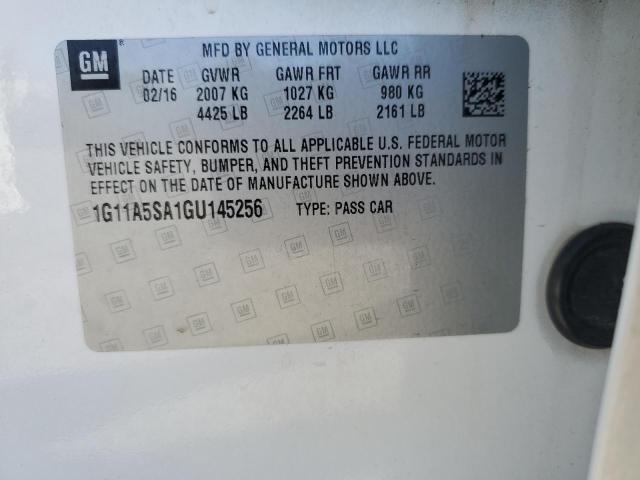 GM
MFD BY GENERAL MOTORS LLC
DATE GVWR GAWR FRT GAWR RR
02/16 2007 KG 1027 KG 980 KG
4425 LB 2264 LB 2161 LB
THIS VEHICLE CONFORMS TO ALL APPLICABLE U.S. FEDERAL MOTOR
VEHICLE SAFETY, BUMPER, AND THEFT PREVENTION STANDARDS IN
EFFECT ON THE DATE OF MANUFACTURE SHOWN ABOVE.
1G11A5SA1GU145256 TYPE: PASS CAR